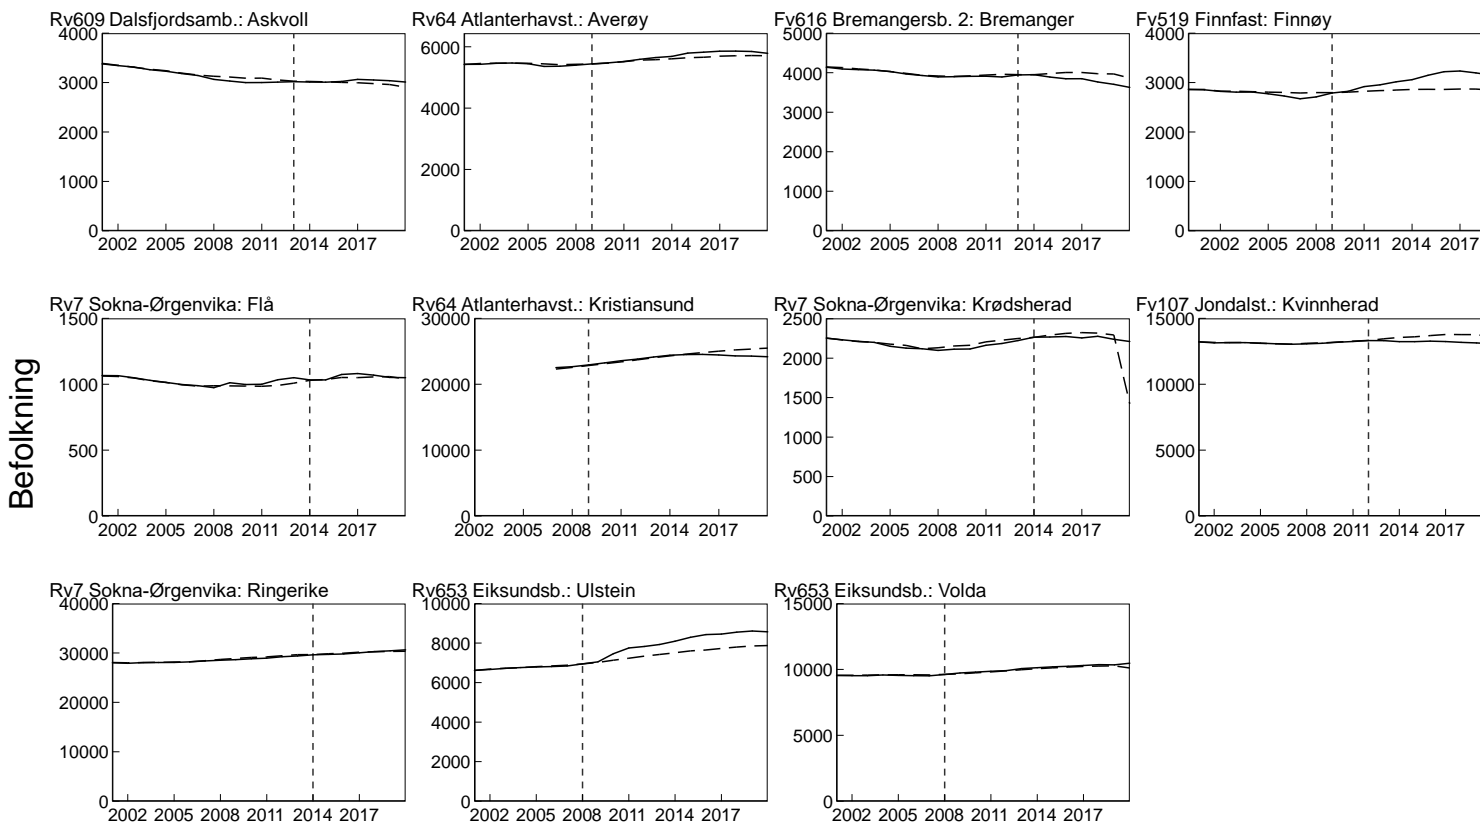 Rv609 Dalsfjordsamb.: Askvoll
Rv64 Atlanterhavst.: Averøy
Fv616 Bremangersb. 2: Bremanger
Fv519 Finnfast: Finnøy
4000
3000
2000
1000
0
2002 2005 2008 2011 2014 2017
6000
4000
2000
0
2002 2005 2008 2011 2014 2017
5000
4000
3000
2000
1000
0
2002 2005 2008 2011 2014 2017
4000
3000
2000
1000
0
2002 2005 2008 2011 2014 2017
Befolkning
Rv7 Sokna-Ørgenvika: Flå
Rv64 Atlanterhavst.: Kristiansund
Rv7 Sokna-Ørgenvika: Krødsherad
Fv107 Jondalst.: Kvinnherad
1500
1000
500
0
2002 2005 2008 2011 2014 2017
30000
20000
10000
0
2002 2005 2008 2011 2014 2017
2500
2000
1500
1000
500
0
2002 2005 2008 2011 2014 2017
15000
10000
5000
0
2002 2005 2008 2011 2014 2017
Rv7 Sokna-Ørgenvika: Ringerike
Rv653 Eiksundsb.: Ulstein
Rv653 Eiksundsb.: Volda
40000
30000
20000
10000
0
2002 2005 2008 2011 2014 2017
10000
8000
6000
4000
2000
0
2002 2005 2008 2011 2014 2017
15000
10000
5000
0
2002 2005 2008 2011 2014 2017